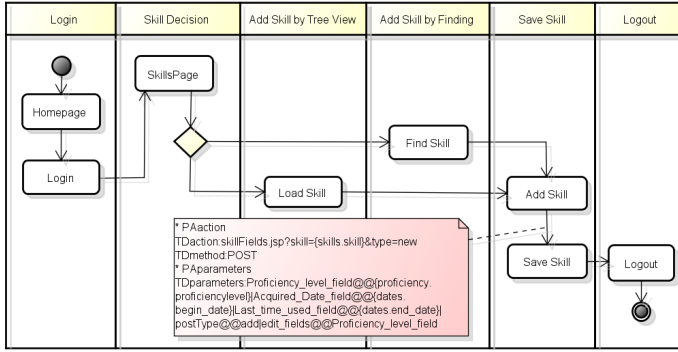 Login
Skill Decision
Add Skill by Tree View
Add Skill by Finding
Save Skill
Logout
SkillsPage
Homepage
Find Skill
Login
Load Skill
Add Skill
* PAaction
TDaction:skillFields.jsp?skill={skills.skill}&type=new
TDmethod:POST
* PAparameters
TDparameters:Proficiency_level_field@@{proficiency.
proficiencylevel}|Acquired_Date_field@@{dates.
begin_date}|Last_time_used_field@@{dates.end_date}|
postType@@add|edit_fields@@Proficiency_level_field
Save Skill
Logout